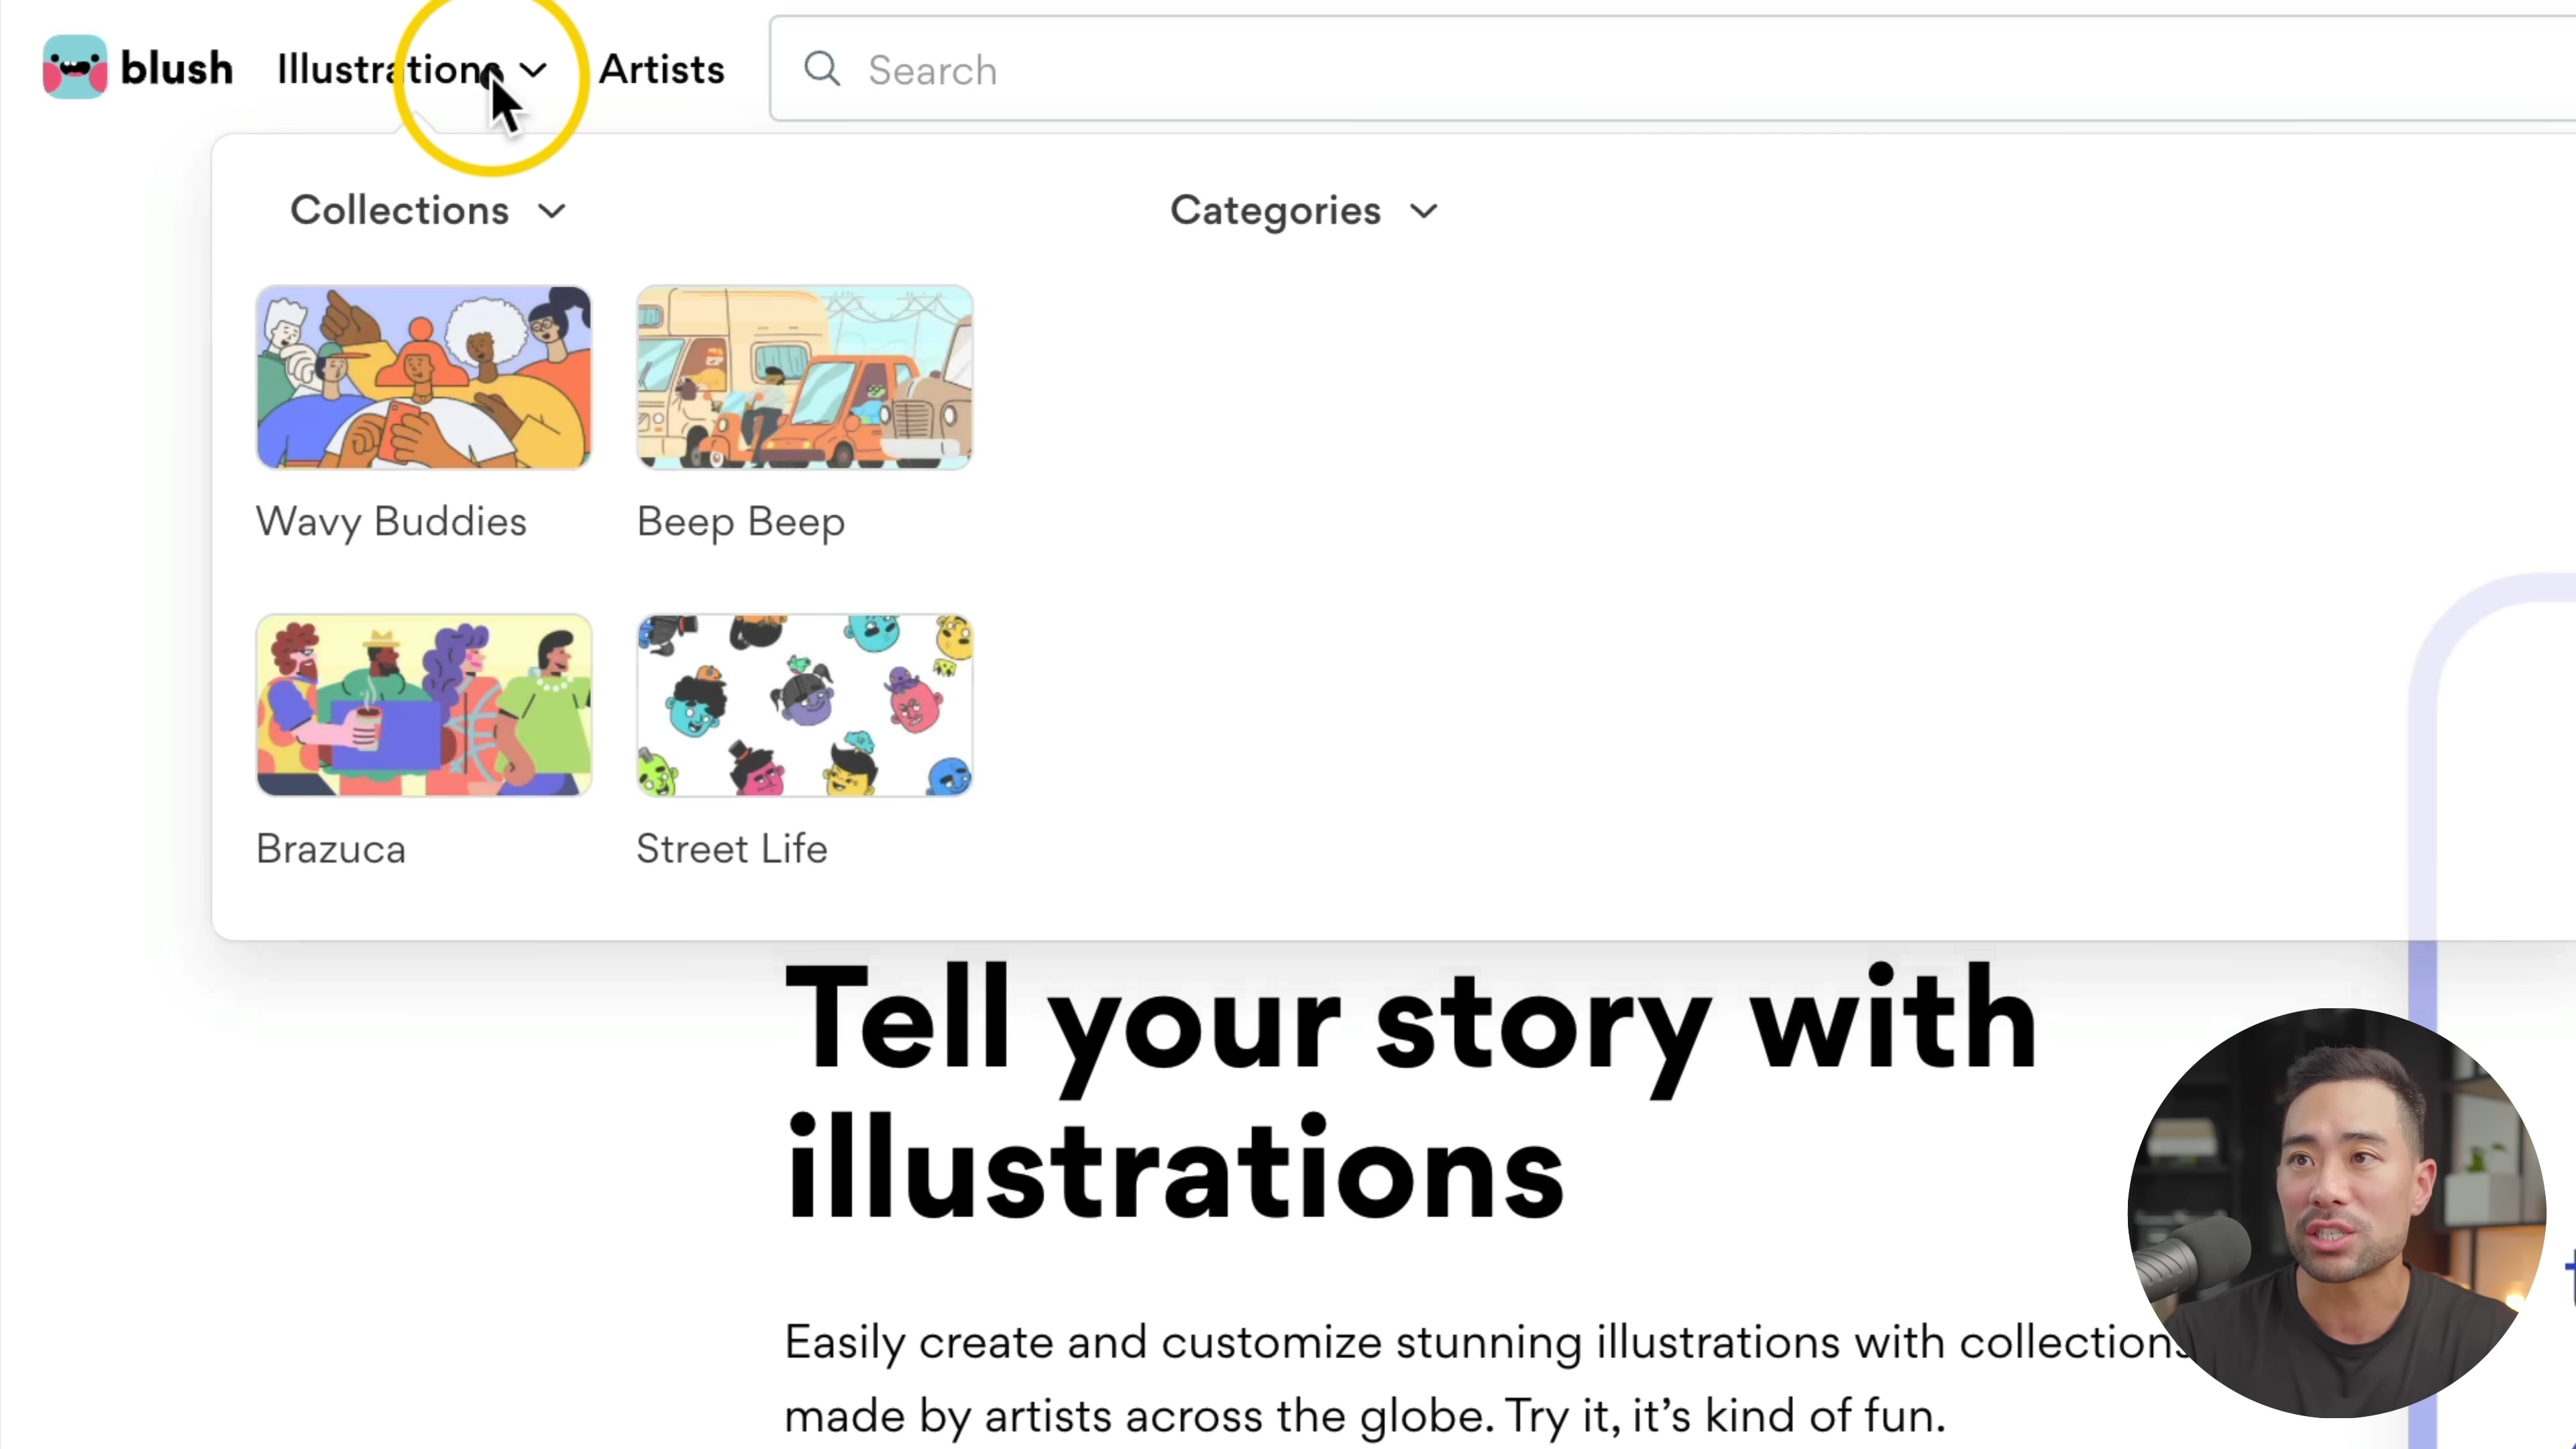 blush Illustrations Artists Search
Collections Categories
Wavy Buddies Beep Beep
Brazuca Street Life
Tell your story with
illustrations
Easily create and customize stunning illustrations with collections
made by artists across the globe. Try it, it's kind of fun.